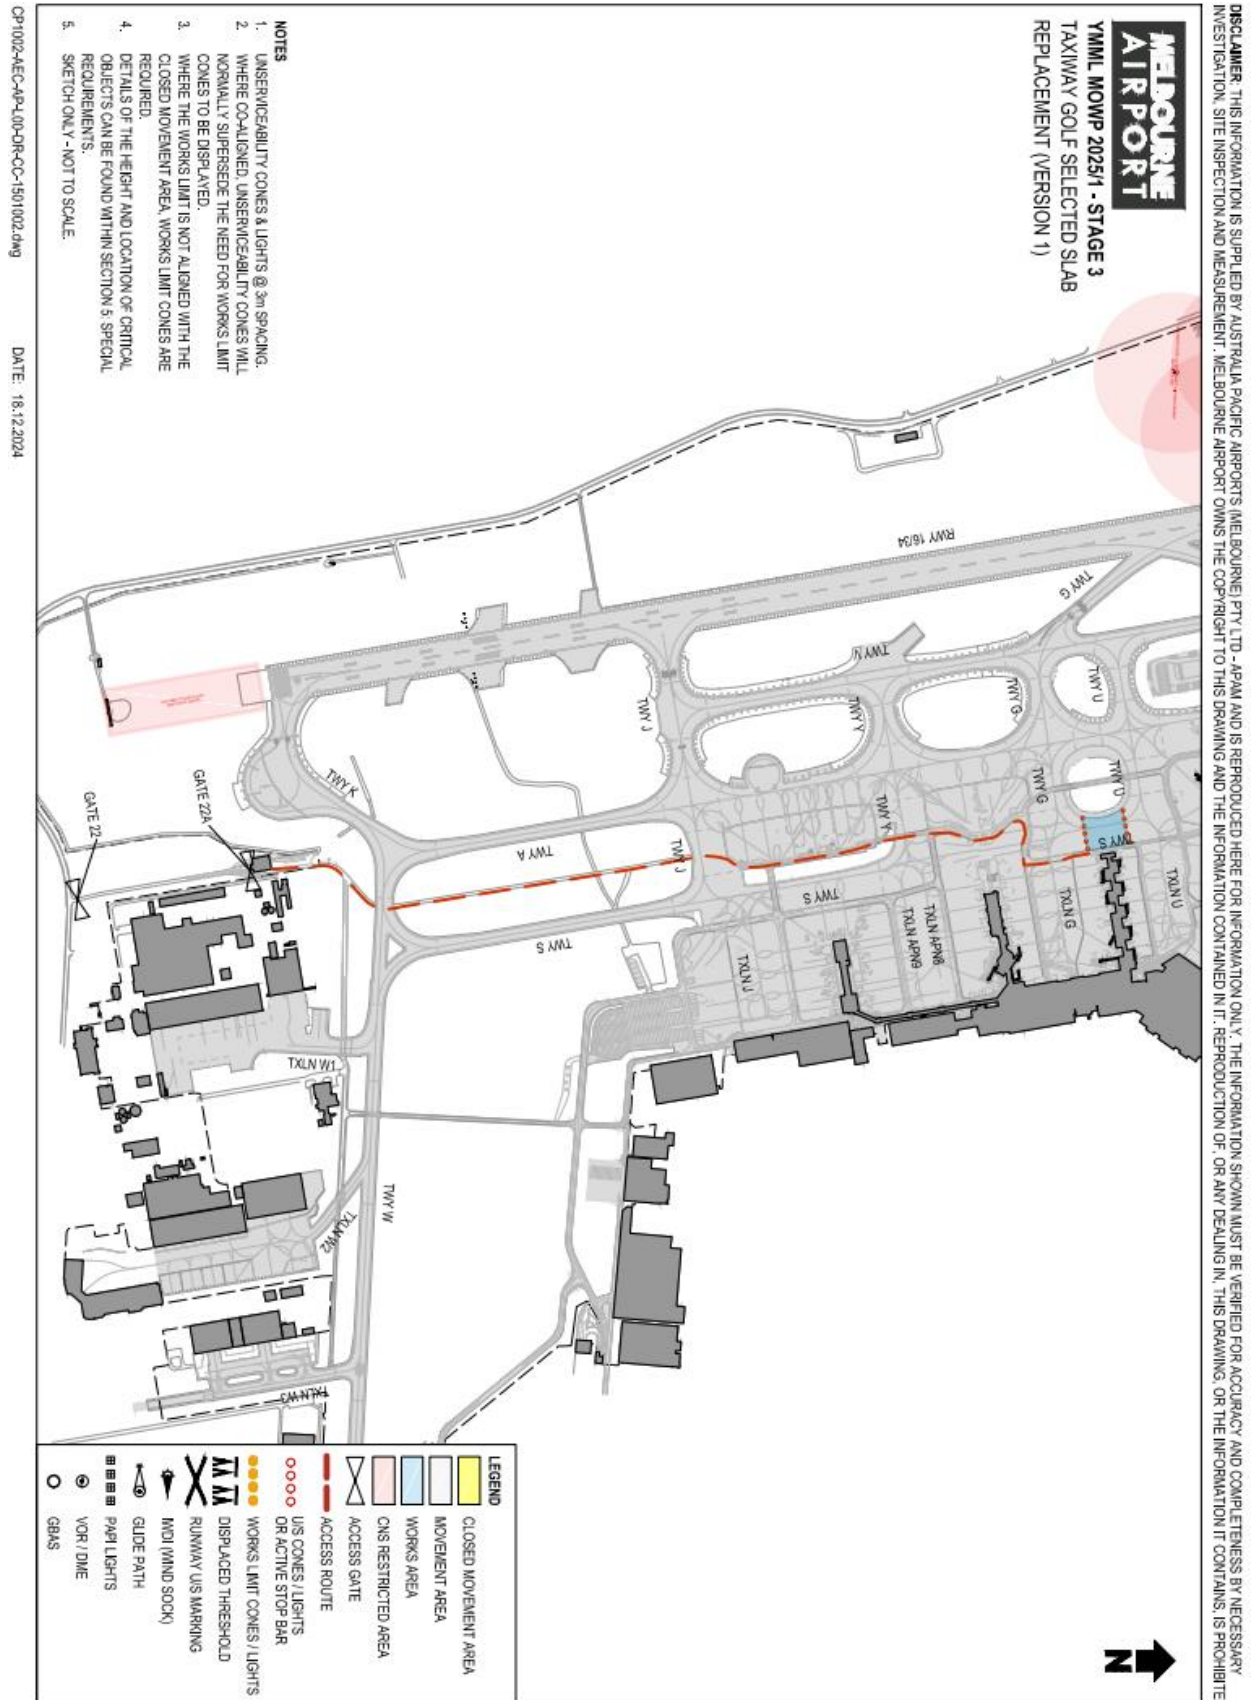 DISCLAIMER: THIS INFORMATION IS SUPPLIED BY AUSTRALIA PACIFIC AIRPORTS (MELBOURNE) PTY LTD - APAM AND IS REPRODUCED HERE FOR INFORMATION ONLY. THE INFORMATION SHOWN MUST BE VERIFIED FOR ACCURACY AND COMPLETENESS BY NECESSARY
INVESTIGATION, SITE INSPECTION AND MEASUREMENT. MELBOURNE AIRPORT OWNS THE COPYRIGHT TO THIS DRAWING AND THE INFORMATION CONTAINED IN IT. REPRODUCTION OF, OR ANY DEALING IN, THIS DRAWING, OR THE INFORMATION IT CONTAINS, IS PROHIBITE
MELBOURNE
AIRPORT
YMML MOWP 2025/1 - STAGE 3
TAXIWAY GOLF SELECTED SLAB
REPLACEMENT (VERSION 1)
RWY 16/34
TWY G
TWY N
TWY U
TWY G
TWY Y
TWY J
TWY U
TWY G
TWY Y
TWY K
TWY A
TWY J
TWY S
TWY S
TWY S
TXLN U
TXLN G
TXLN APN8
TXLN APN9
TXLN J
GATE 22A
GATE 22
TXLN W1
TWY W
TXLN W2
TXLN W3
NOTES
1. UNSERVICEABILITY CONES & LIGHTS @ 3m SPACING.
2. WHERE CO-ALIGNED, UNSERVICEABILITY CONES WILL
NORMALLY SUPERSEDE THE NEED FOR WORKS LIMIT
CONES TO BE DISPLAYED.
3. WHERE THE WORKS LIMIT IS NOT ALIGNED WITH THE
CLOSED MOVEMENT AREA, WORKS LIMIT CONES ARE
REQUIRED.
4. DETAILS OF THE HEIGHT AND LOCATION OF CRITICAL
OBJECTS CAN BE FOUND WITHIN SECTION 5: SPECIAL
REQUIREMENTS.
5. SKETCH ONLY - NOT TO SCALE.
LEGEND
CLOSED MOVEMENT AREA
MOVEMENT AREA
WORKS AREA
CNS RESTRICTED AREA
ACCESS GATE
ACCESS ROUTE
U/S CONES / LIGHTS
OR ACTIVE STOP BAR
WORKS LIMIT CONES / LIGHTS
DISPLACED THRESHOLD
RUNWAY U/S MARKING
IWDI (WIND SOCK)
GLIDE PATH
PAPI LIGHTS
VOR / DME
GBAS
N
CP1002-AEC-AP-L00-DR-CC-1501002.dwg
DATE: 18.12.2024